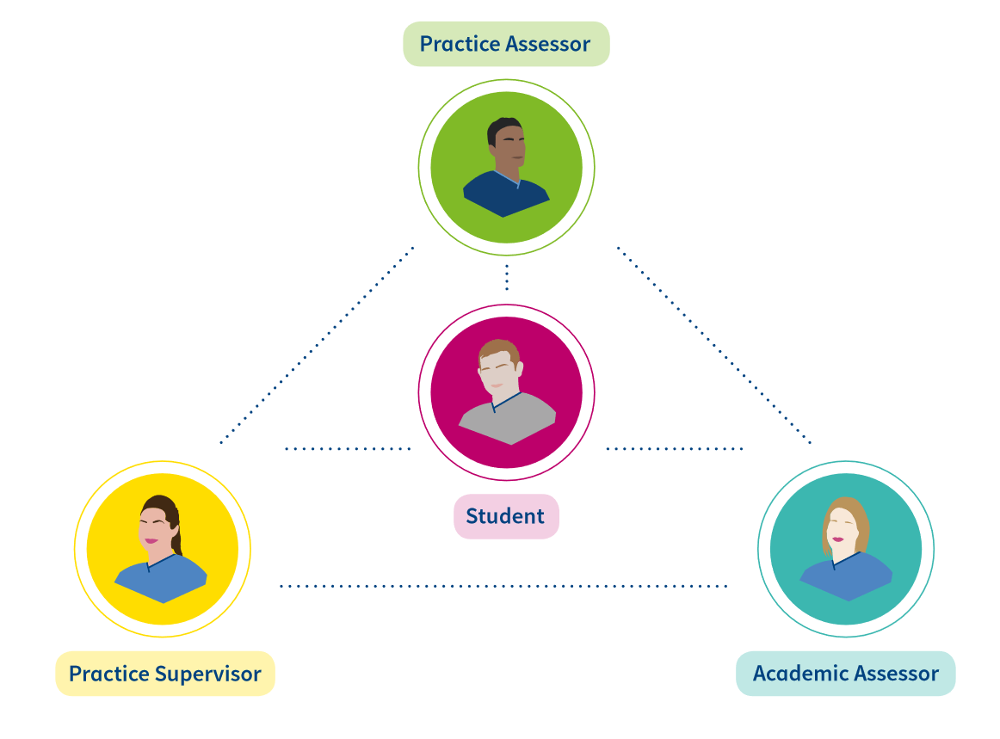 Practice Assessor
Student
Practice Supervisor
Academic Assessor